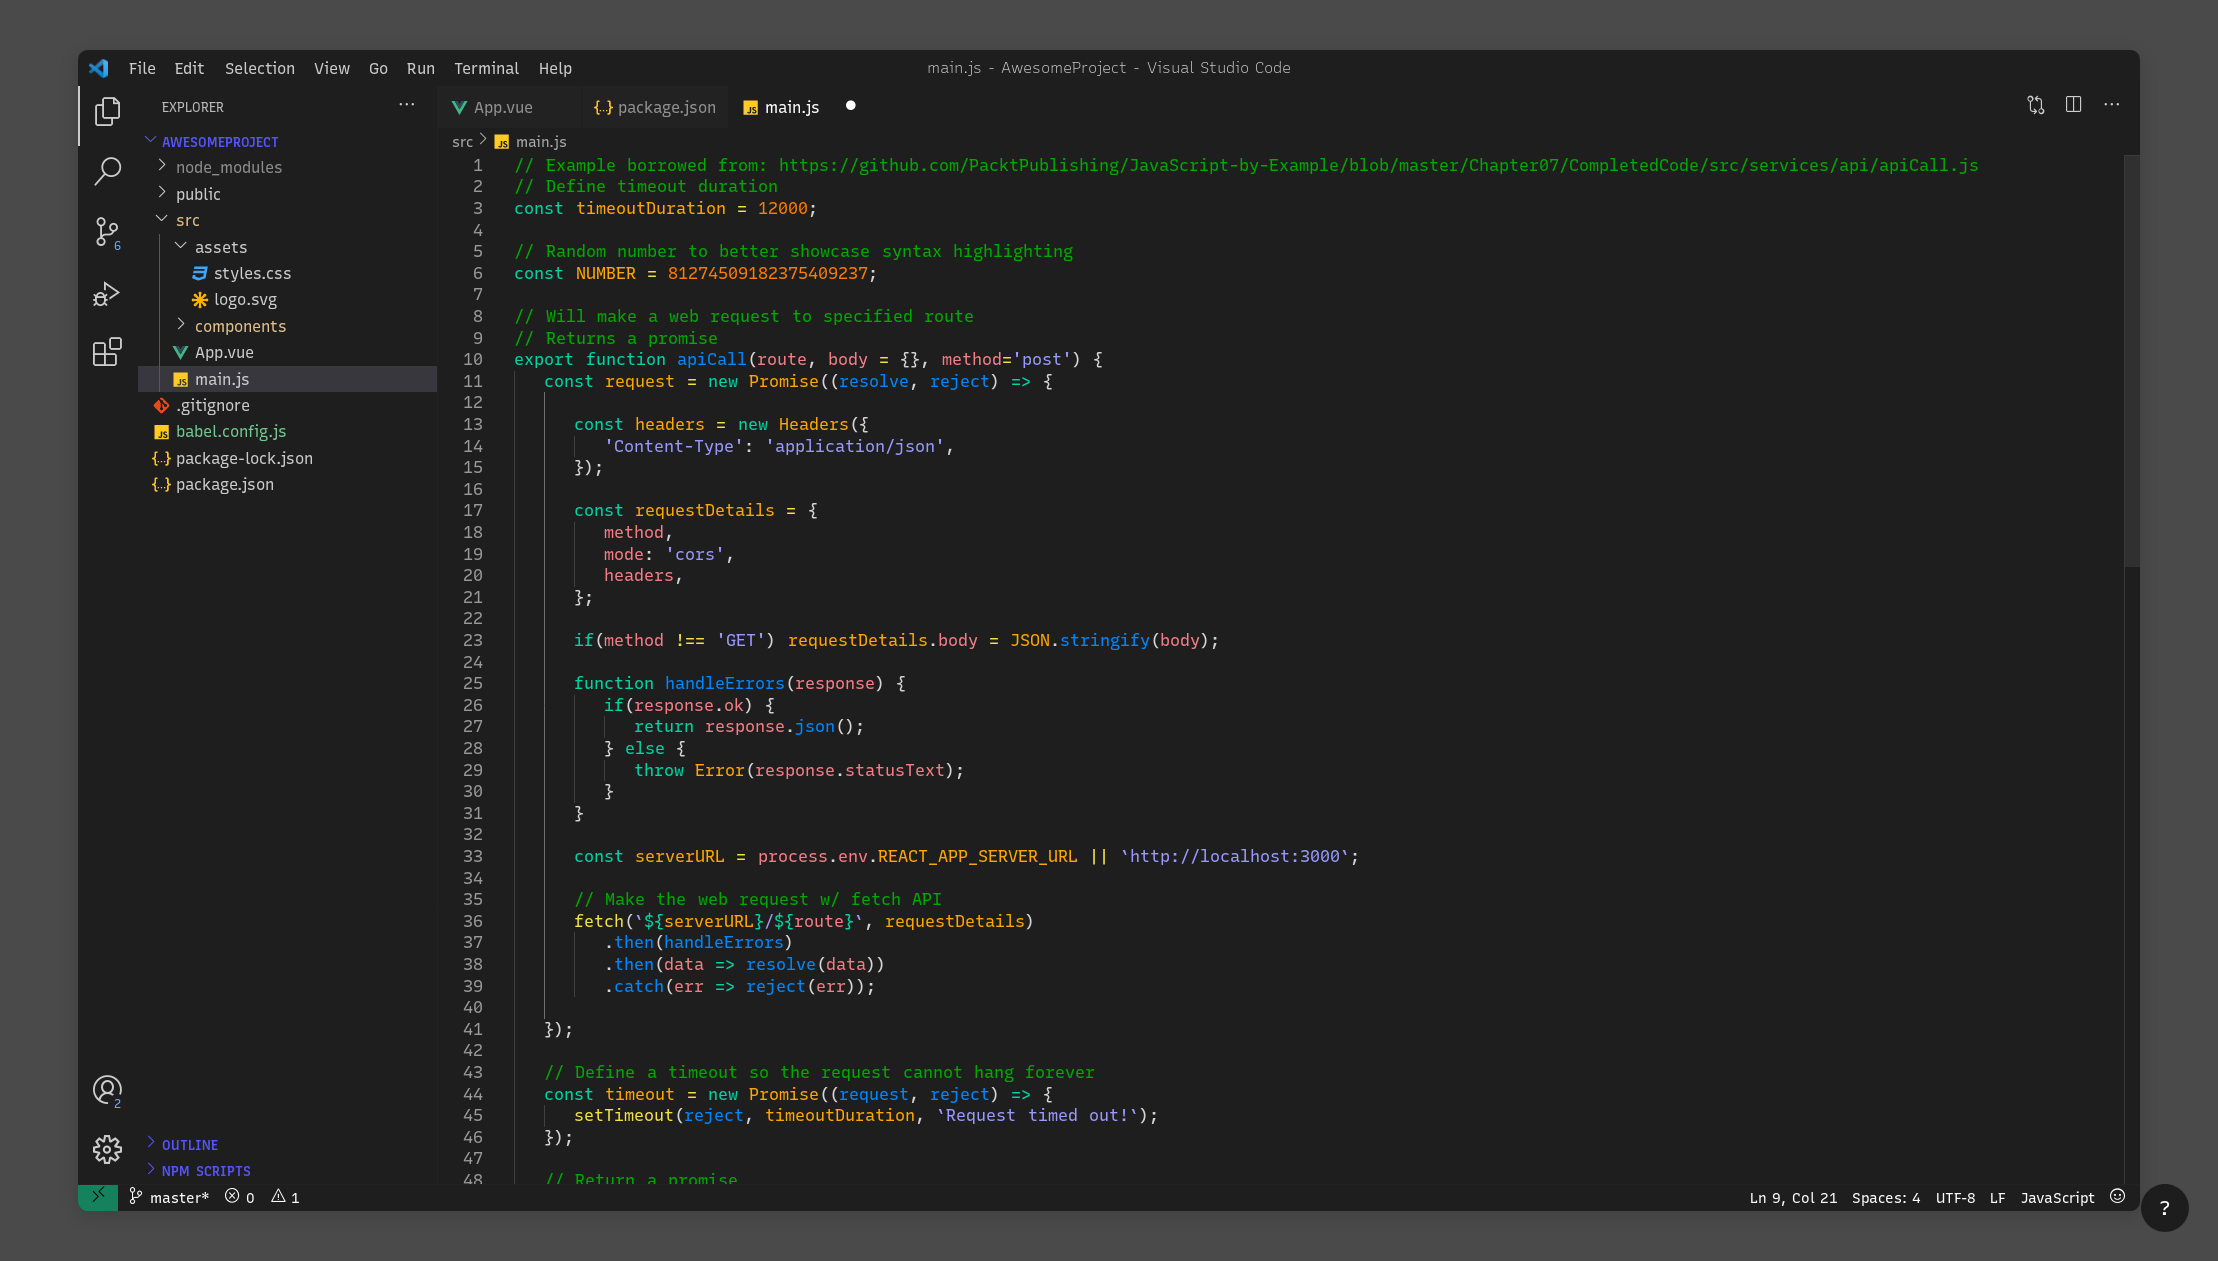 File Edit Selection View Go Run Terminal Help
main.js - AwesomeProject - Visual Studio Code
EXPLORER
AWESOMEPROJECT
node_modules
public
src
assets
styles.css
logo.svg
components
App.vue
main.js
.gitignore
babel.config.js
package-lock.json
package.json
OUTLINE
NPM SCRIPTS
6
2
App.vue package.json main.js
src > main.js
1 // Example borrowed from: https://github.com/PacktPublishing/JavaScript-by-Example/blob/master/Chapter07/CompletedCode/src/services/api/apiCall.js
2 // Define timeout duration
3 const timeoutDuration = 12000;
4
5 // Random number to better showcase syntax highlighting
6 const NUMBER = 81274509182375409237;
7
8 // Will make a web request to specified route
9 // Returns a promise
10 export function apiCall(route, body = {}, method='post') {
11 const request = new Promise((resolve, reject) => {
12
13 const headers = new Headers({
14 'Content-Type': 'application/json',
15 });
16
17 const requestDetails = {
18 method,
19 mode: 'cors',
20 headers,
21 };
22
23 if(method !== 'GET') requestDetails.body = JSON.stringify(body);
24
25 function handleErrors(response) {
26 if(response.ok) {
27 return response.json();
28 } else {
29 throw Error(response.statusText);
30 }
31 }
32
33 const serverURL = process.env.REACT_APP_SERVER_URL || `http://localhost:3000`;
34
35 // Make the web request w/ fetch API
36 fetch(`${serverURL}/${route}`, requestDetails)
37 .then(handleErrors)
38 .then(data => resolve(data))
39 .catch(err => reject(err));
40
41 });
42
43 // Define a timeout so the request cannot hang forever
44 const timeout = new Promise((request, reject) => {
45 setTimeout(reject, timeoutDuration, `Request timed out!`);
46 });
47
48 // Return a promise
master* 0 1
Ln 9, Col 21 Spaces: 4 UTF-8 LF JavaScript
?